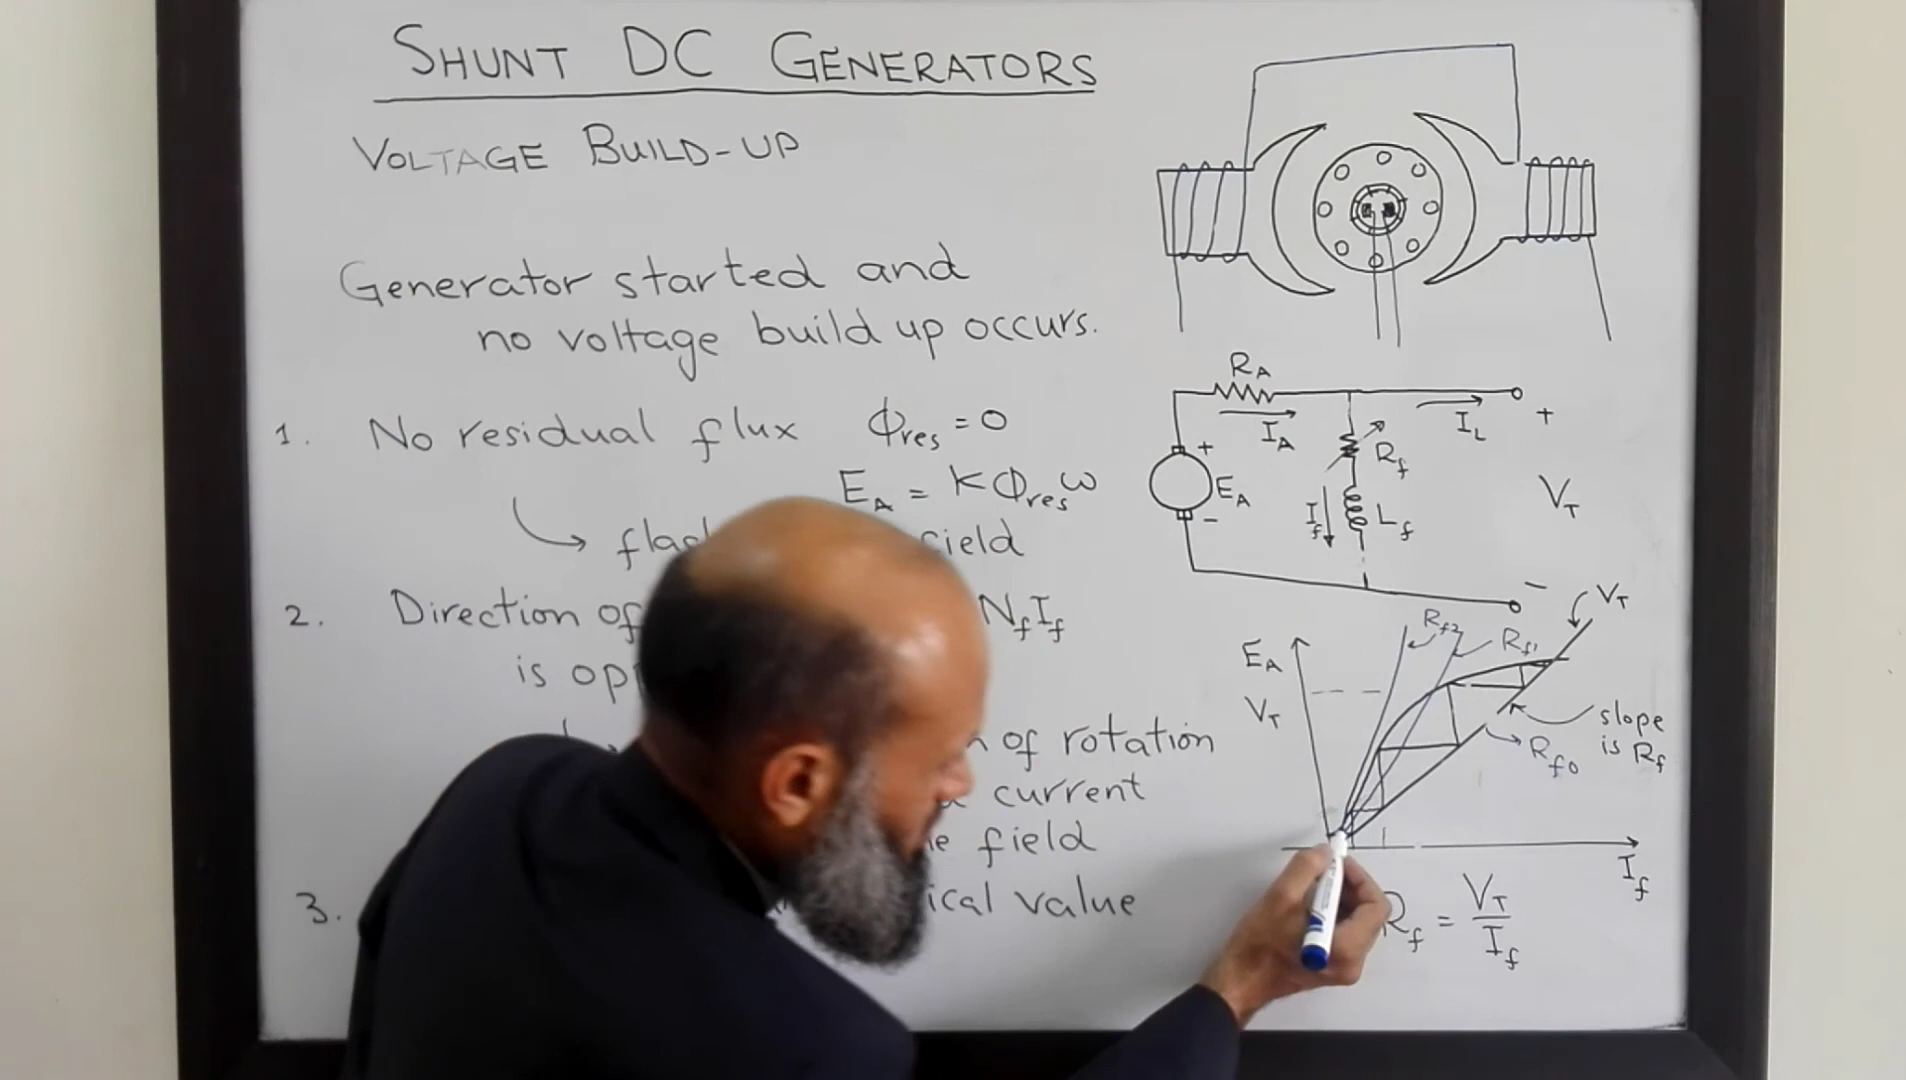 SHUNT DC GENERATORS
VOLTAGE BUILD-UP
Generator started and
no voltage build up occurs.
1. No residual flux ϕres = 0
EA = Kϕresω
field
2. Direction of NfIf
is
of rotation
current
field
3. value
RA
IA
IL
+
Rf
+
EA
-
If
Lf
VT
-
EA
VT
Rf2
Rf1
VT
slope
is Rf
Rf0
If
Rf = VT / If